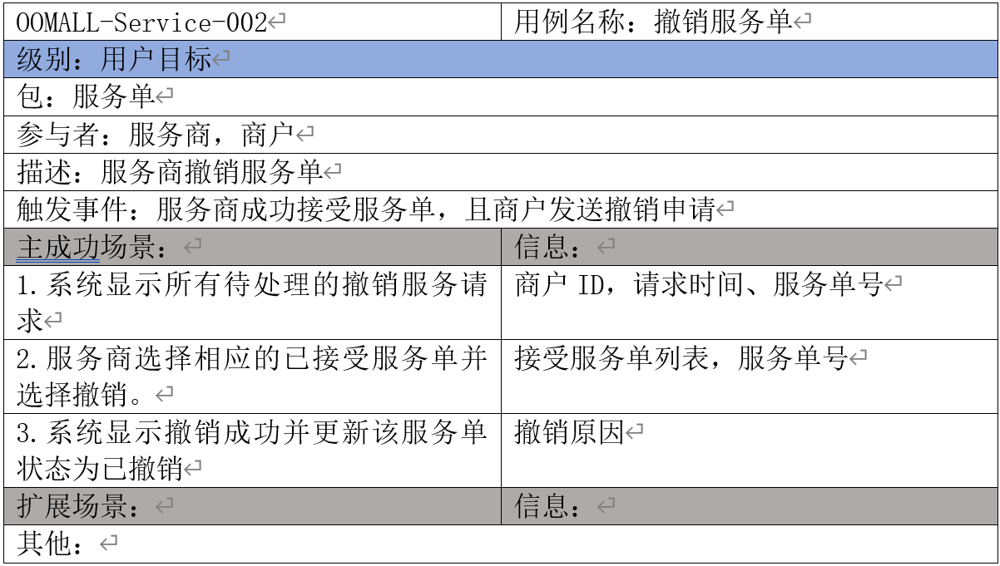 OOMALL-Service-002
用例名称：撤销服务单
级别：用户目标
包：服务单
参与者：服务商，商户
描述：服务商撤销服务单
触发事件：服务商成功接受服务单，且商户发送撤销申请
主成功场景：
信息：
1.系统显示所有待处理的撤销服务请
求
商户 ID，请求时间、服务单号
2.服务商选择相应的已接受服务单并
选择撤销。
接受服务单列表，服务单号
3.系统显示撤销成功并更新该服务单
状态为已撤销
撤销原因
扩展场景：
信息：
其他：